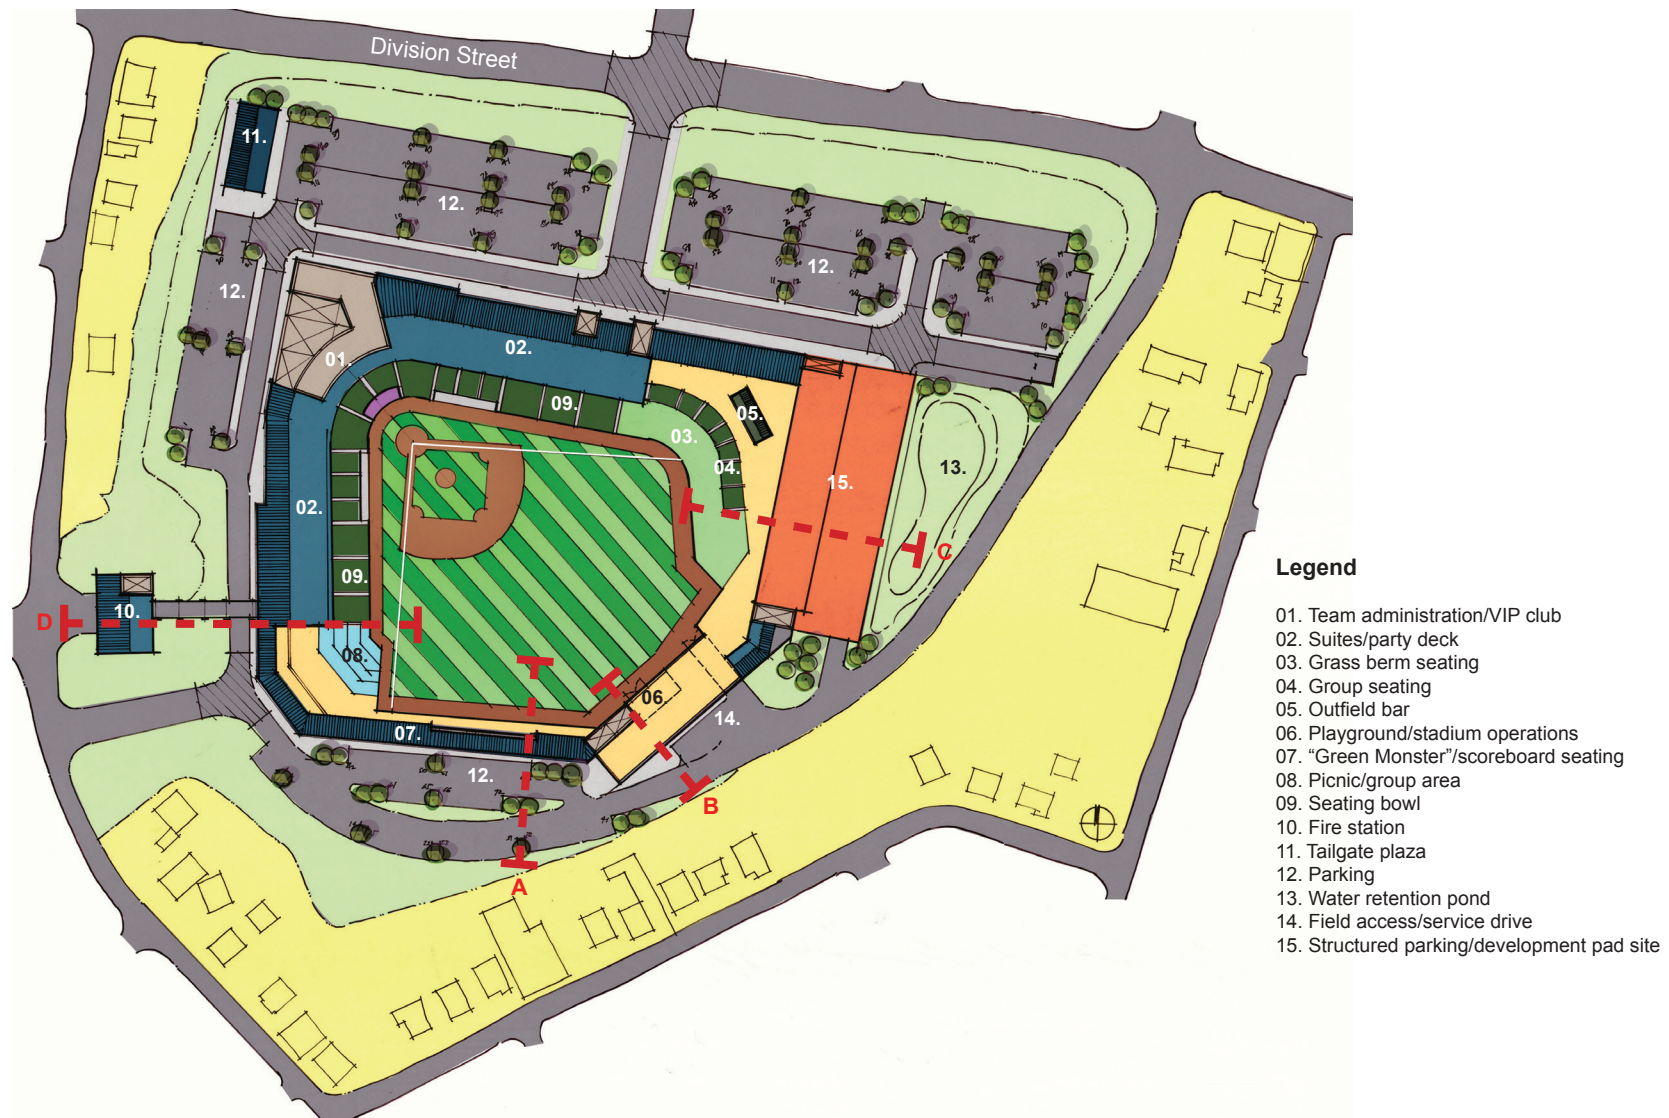 Division Street
11.
12.
12.
12.
01.
02.
09.
05.
03.
04.
13.
15.
02.
C
09.
10.
D
08.
06.
14.
07.
12.
B
A
Legend
01. Team administration/VIP club
02. Suites/party deck
03. Grass berm seating
04. Group seating
05. Outfield bar
06. Playground/stadium operations
07. “Green Monster”/scoreboard seating
08. Picnic/group area
09. Seating bowl
10. Fire station
11. Tailgate plaza
12. Parking
13. Water retention pond
14. Field access/service drive
15. Structured parking/development pad site